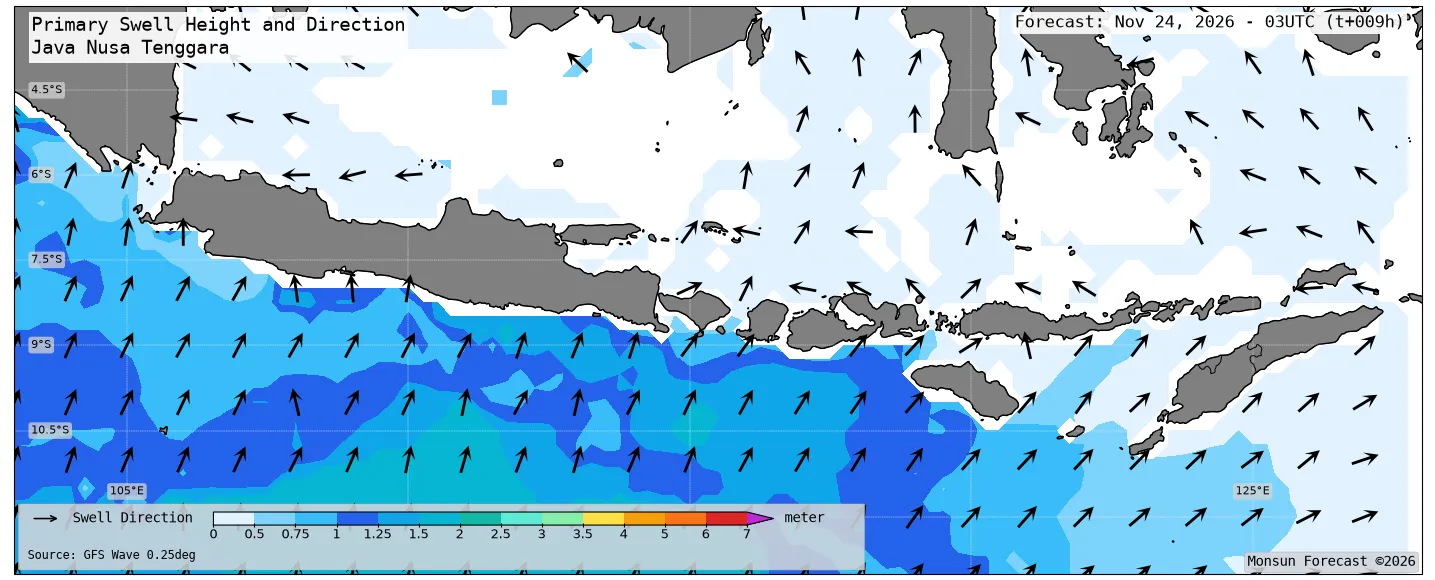 Primary Swell Height and Direction
Java Nusa Tenggara
Forecast: Nov 24, 2026 - 03UTC (t+009h)
4.5°S
6°S
7.5°S
9°S
10.5°S
105°E
125°E
Swell Direction
0 0.5 0.75 1 1.25 1.5 2 2.5 3 3.5 4 5 6 7
meter
Source: GFS Wave 0.25deg
Monsun Forecast ©2026